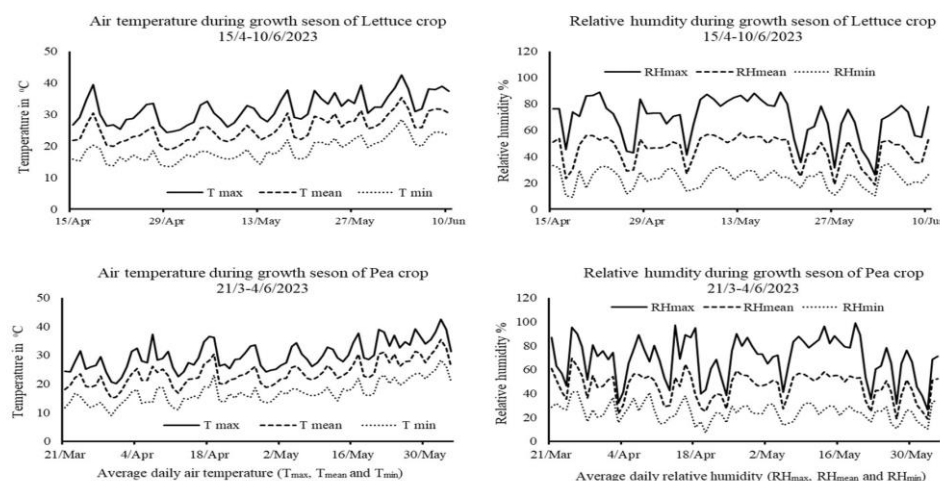 Air temperature during growth seson of Lettuce crop
15/4-10/6/2023
50
40
30
20
10
0
Temperature in °C
T max
T mean
T min
15/Apr
29/Apr
13/May
27/May
10/Jun
Relative humdity during growth seson of Lettuce crop
15/4-10/6/2023
120
100
80
60
40
20
0
Relative humidity %
RHmax
RHmean
RHmin
15/Apr
29/Apr
13/May
27/May
10/Jun
Air temperature during growth seson of Pea crop
21/3-4/6/2023
50
40
30
20
10
0
Temperature in °C
T max
T mean
T min
21/Mar
4/Apr
18/Apr
2/May
16/May
30/May
Average daily air temperature (Tmax, Tmean and Tmin)
Relative humdity during growth seson of Pea crop
21/3-4/6/2023
120
100
80
60
40
20
0
Relative humidity %
RHmax
RHmean
RHmin
21/Mar
4/Apr
18/Apr
2/May
16/May
30/May
Average daily relative humidity (RHmax, RHmean and RHmin)